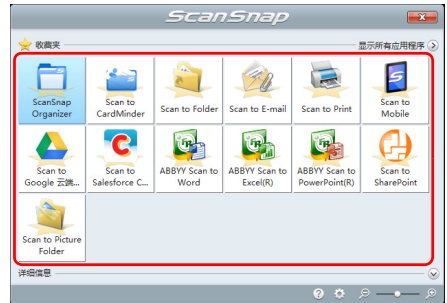 ScanSnap
收藏夹
显示所有应用程序
ScanSnap
Organizer
Scan to
CardMinder
Scan to Folder
Scan to E-mail
Scan to Print
Scan to
Mobile
Scan to
Google 云端...
Scan to
Salesforce C...
ABBYY Scan to
Word
ABBYY Scan to
Excel(R)
ABBYY Scan to
PowerPoint(R)
Scan to
SharePoint
Scan to Picture
Folder
详细信息